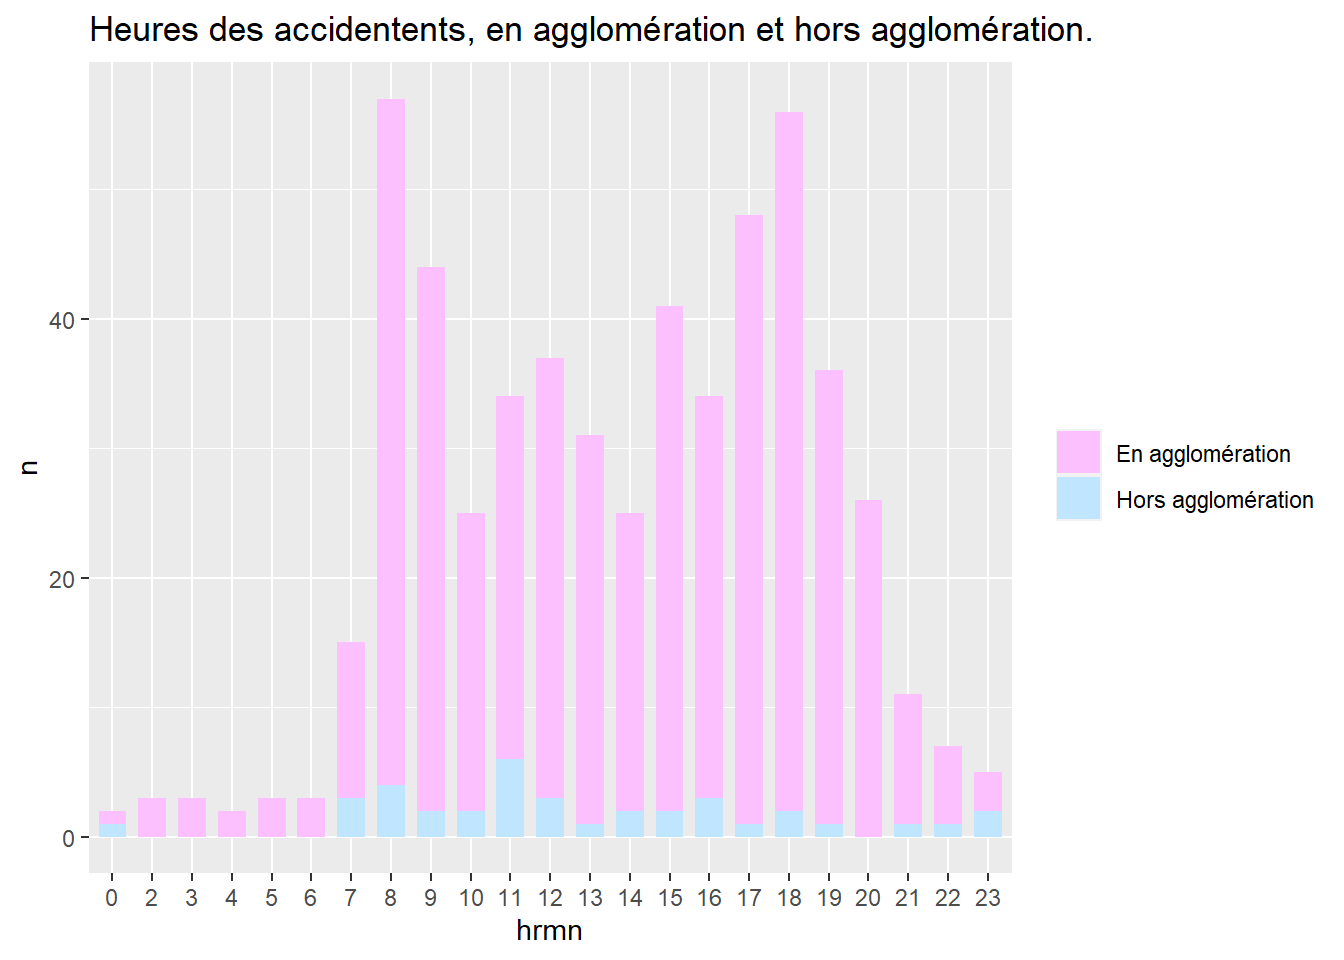 Heures des accidentents, en agglomération et hors agglomération.
n
40
20
0
0 2 3 4 5 6 7 8 9 10 11 12 13 14 15 16 17 18 19 20 21 22 23
hrmn
En agglomération
Hors agglomération